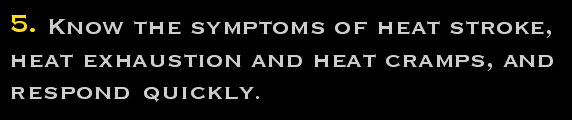 5. Know the symptoms of heat stroke,
heat exhaustion and heat cramps, and
respond quickly.